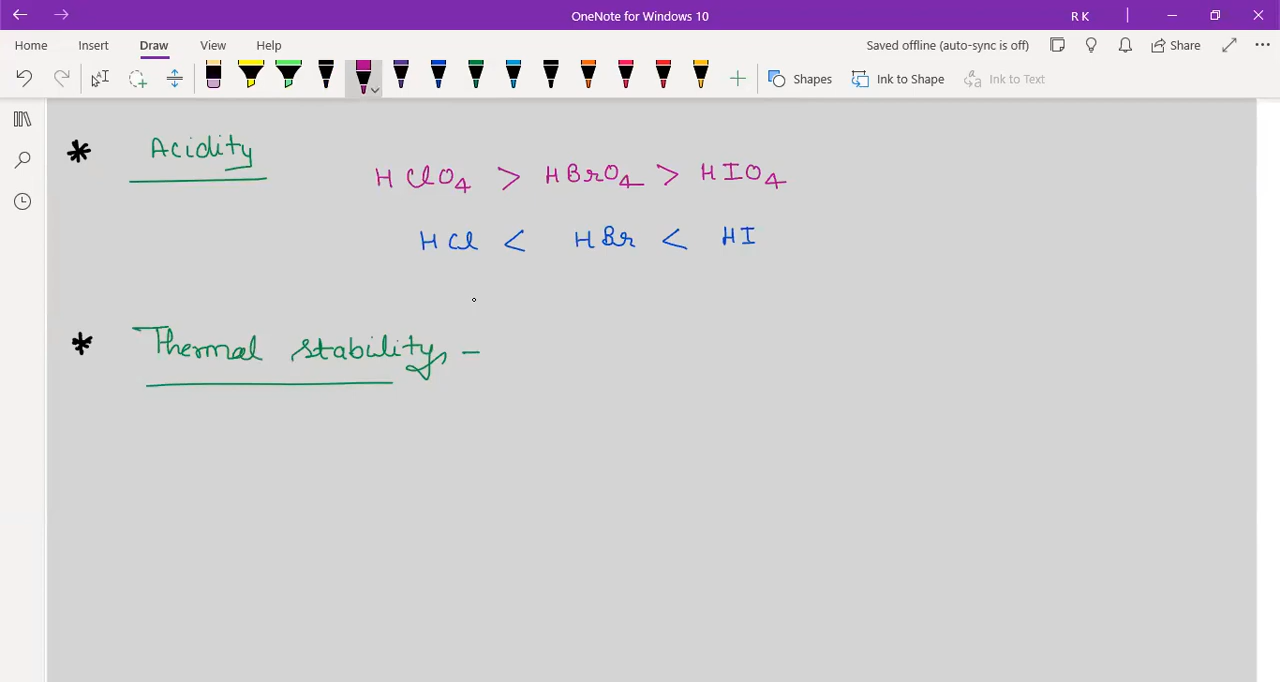 OneNote for Windows 10
R K
Home Insert Draw View Help
Saved offline (auto-sync is off) Share
Shapes Ink to Shape Ink to Text
* Acidity
HClO4 > HBrO4 > HIO4
HCl < HBr < HI
* Thermal stability, -